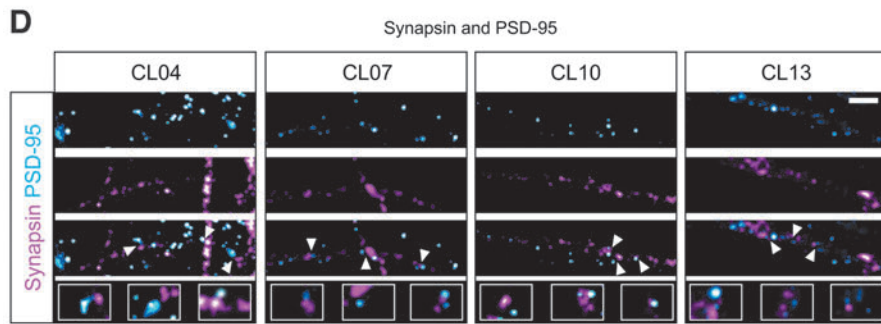 D
Synapsin and PSD-95
CL04 CL07 CL10 CL13
Synapsin PSD-95